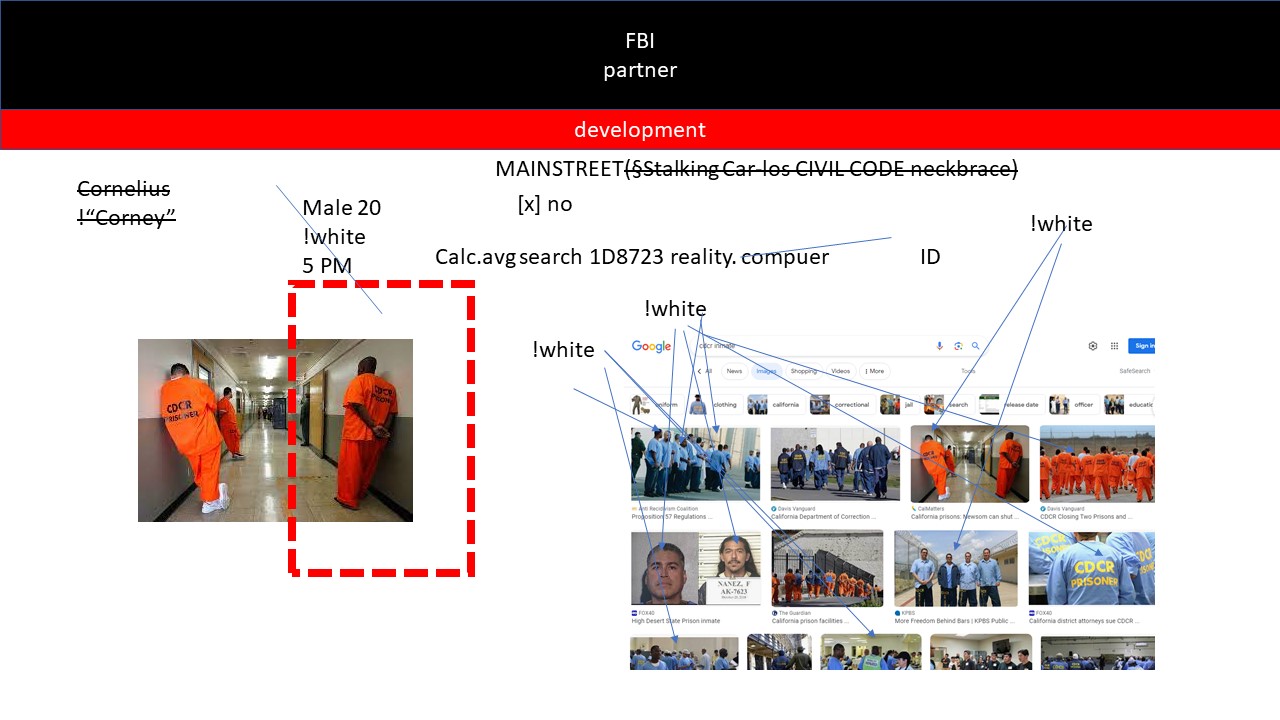 FBI
partner
development
MAINSTREET(§Stalking Car-los CIVIL CODE neckbrace)
Cornelius
!“Corney”
Male 20
!white
5 PM
[x] no
!white
Calc.avg search 1D8723 reality. compuer
ID
!white
!white
Google
cdcr inmate
Sign in
All
News
Images
Shopping
Videos
More
Tools
SafeSearch
uniform
clothing
california
correctional
jail
search
release date
officer
educatio
CDCR
PRISONER
CDCR
PRISONER
Anti Recidivism Coalition
Proposition 57 Regulations ...
Davis Vanguard
California Department of Correction ...
CalMatters
California prisons: Newsom can shut ...
Davis Vanguard
CDCR Closing Two Prisons and ...
NANEZ, F
AK-7623
CDCR
PRISONER
FOX40
High Desert State Prison inmate
The Guardian
California prison facilities ...
KPBS
More Freedom Behind Bars | KPBS Public ...
FOX40
California district attorneys sue CDCR ...